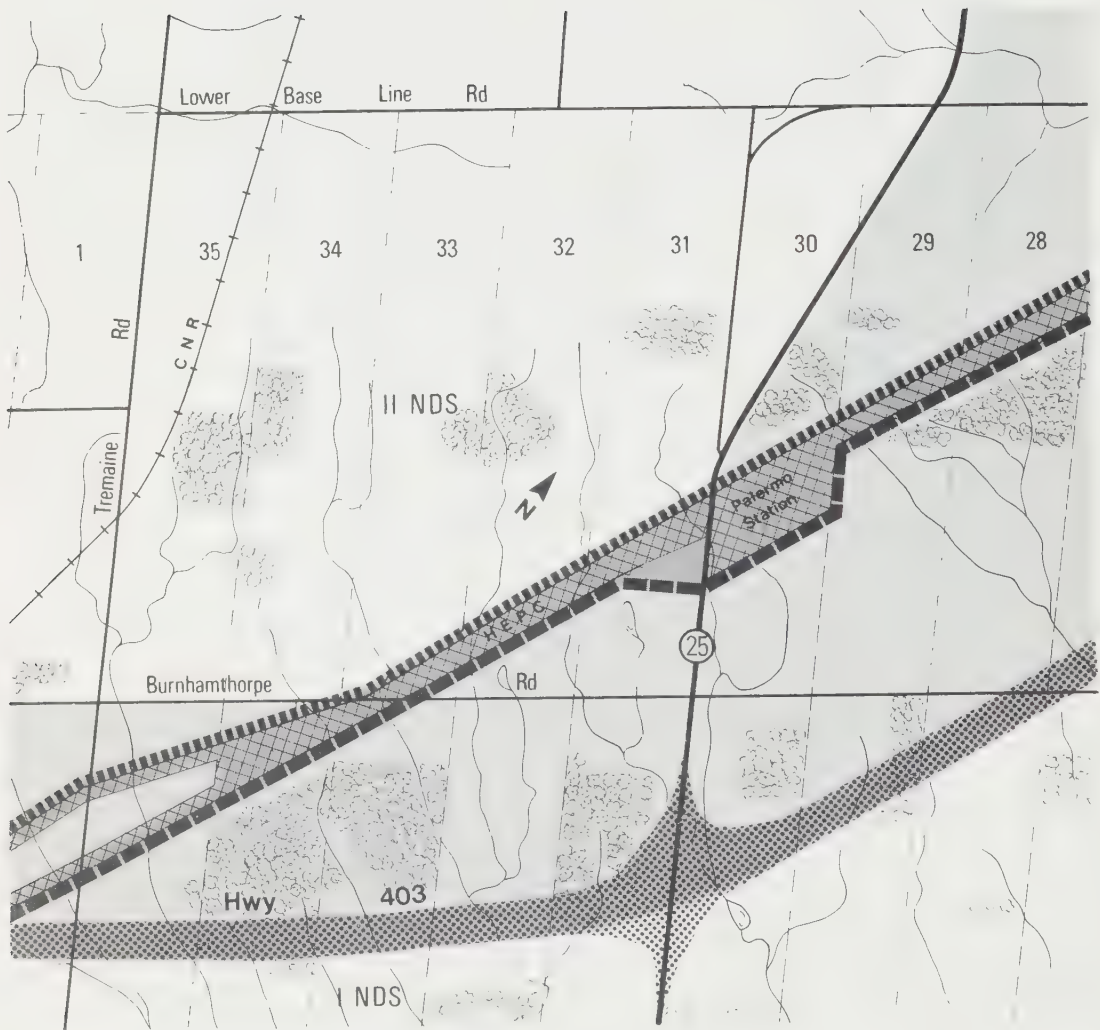 Lower Base Line Rd
1 35 34 33 32 31 30 29 28
Rd
CNR
II NDS
Tremaine
N
Palermo
Station
H.E.P.C.
25
Burnhamthorpe Rd
Hwy 403
I NDS